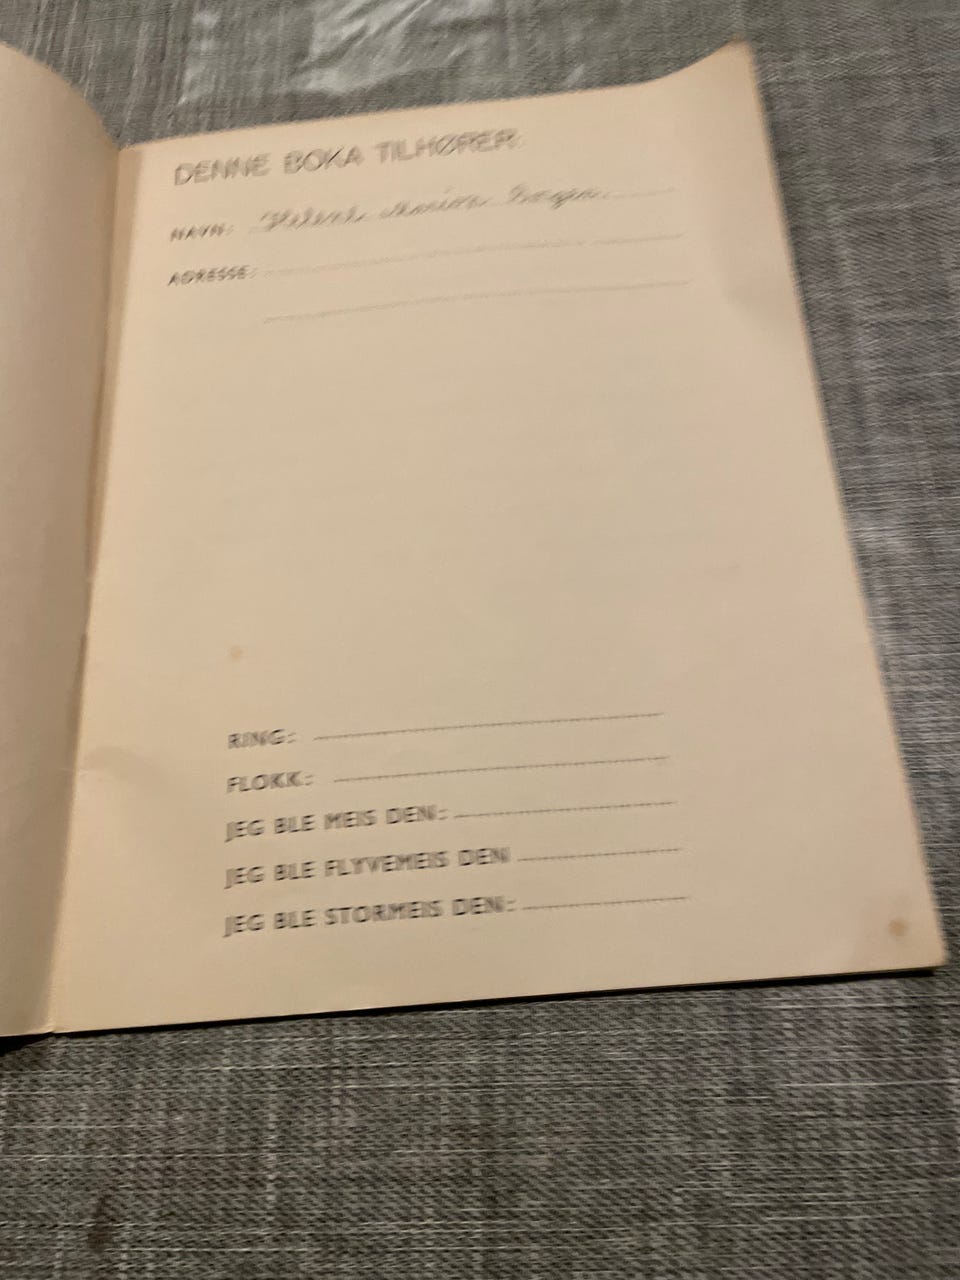 DENNE BOKA TILHØRER:
NAVN:
ADRESSE:
RING:
FLOKK:
JEG BLE MEIS DEN:
JEG BLE FLYVEMEIS DEN
JEG BLE STORMEIS DEN: